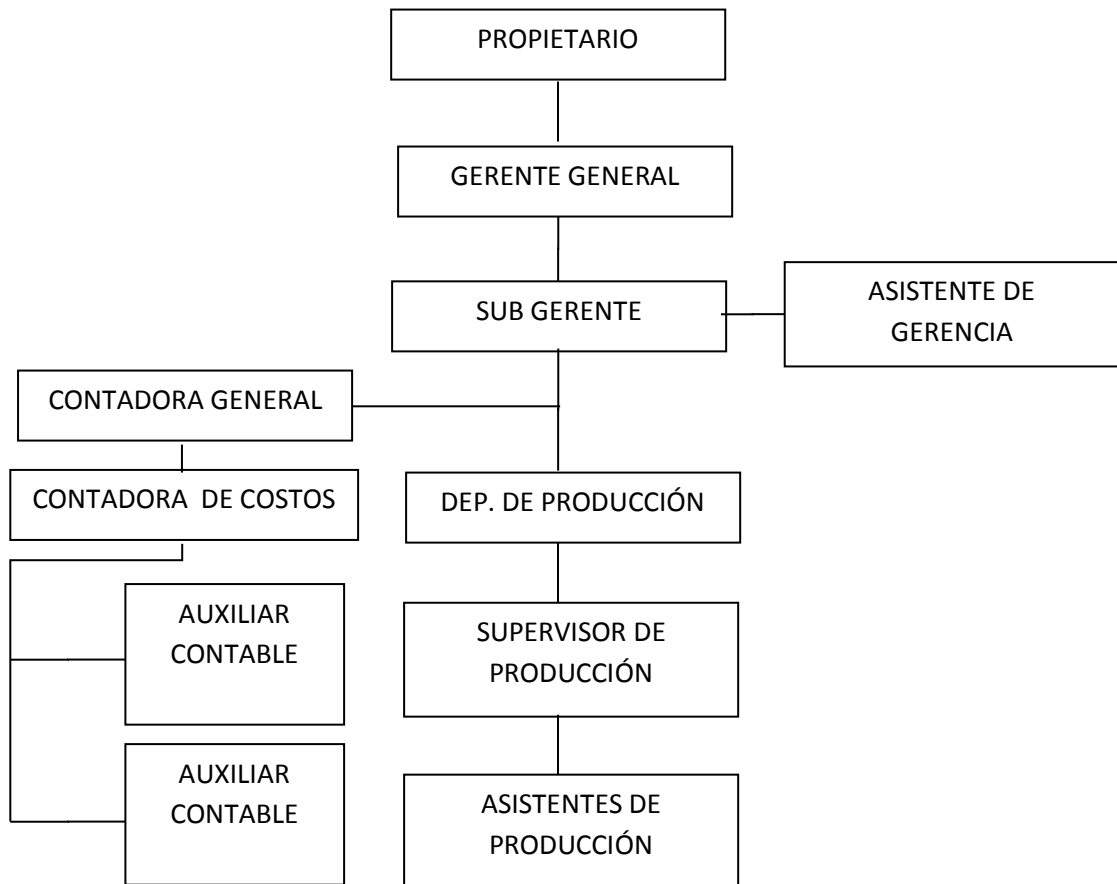 PROPIETARIO
GERENTE GENERAL
SUB GERENTE
ASISTENTE DE
GERENCIA
CONTADORA GENERAL
CONTADORA DE COSTOS
DEP. DE PRODUCCIÓN
AUXILIAR
CONTABLE
SUPERVISOR DE
PRODUCCIÓN
AUXILIAR
CONTABLE
ASISTENTES DE
PRODUCCIÓN